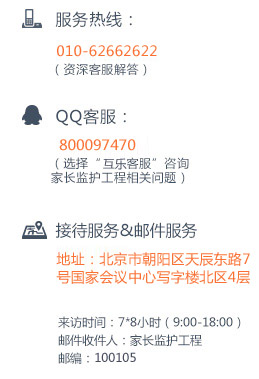 服务热线：
010-62662622
（资深客服解答）
QQ客服：
800097470
（选择“互乐客服”咨询
家长监护工程相关问题）
接待服务&邮件服务
地址：北京市朝阳区天辰东路7
号国家会议中心写字楼北区4层
来访时间：7*8小时（9:00-18:00）
邮件收件人：家长监护工程
邮编：100105